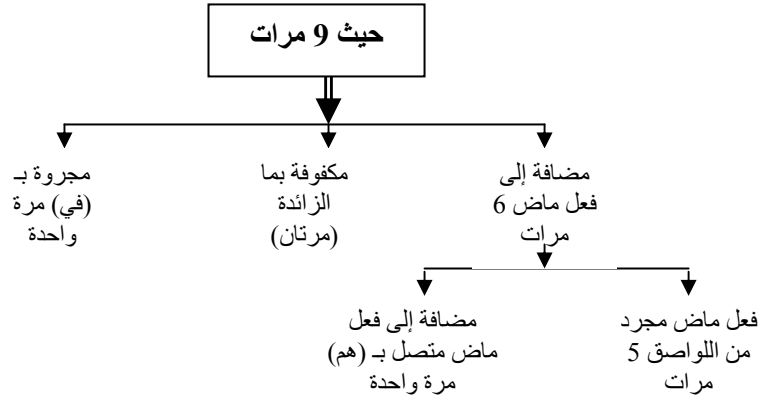 حيث 9 مرات
مضافة إلى
فعل ماض 6
مرات
مكفوفة بما
الزائدة
(مرتان)
مجروة بـ
(في) مرة
واحدة
فعل ماض مجرد
من اللواصق 5
مرات
مضافة إلى فعل
ماض متصل بـ (هم)
مرة واحدة